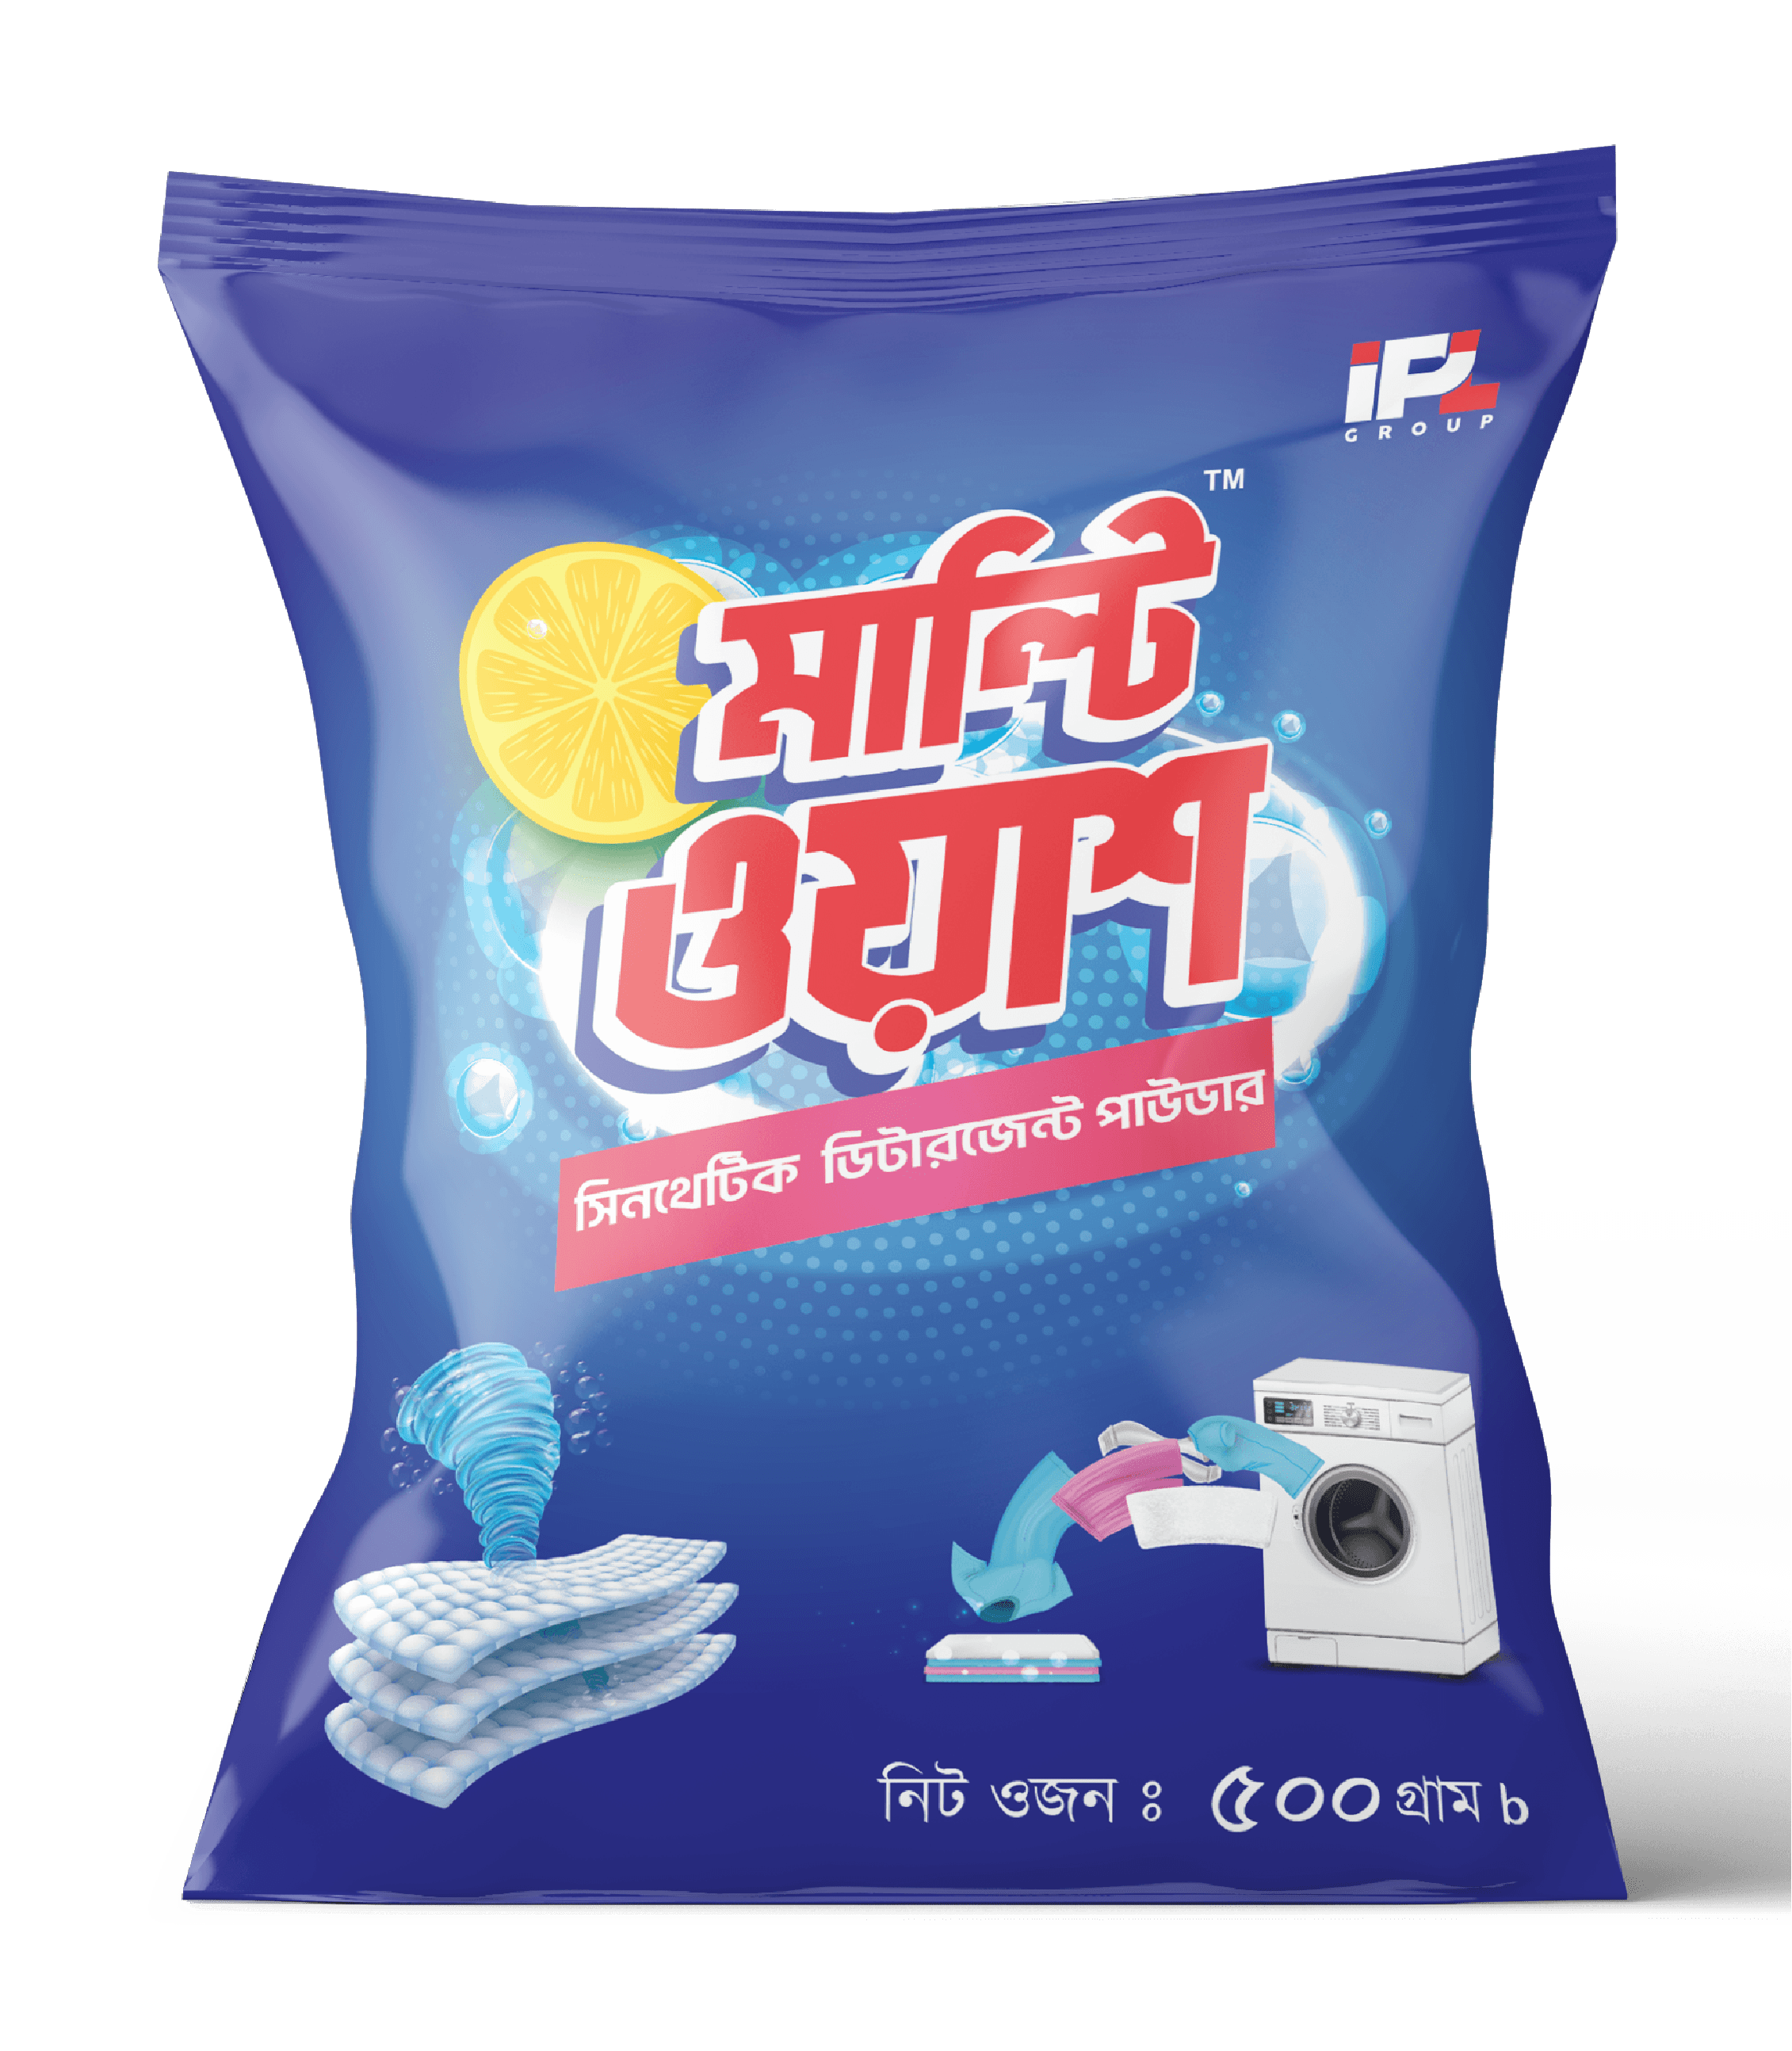 iPL
GROUP
TM
মাল্টি
ওয়াশ
সিনথেটিক ডিটারজেন্ট পাউডার
নিট ওজন ঃ ৫০০ গ্রাম ৮